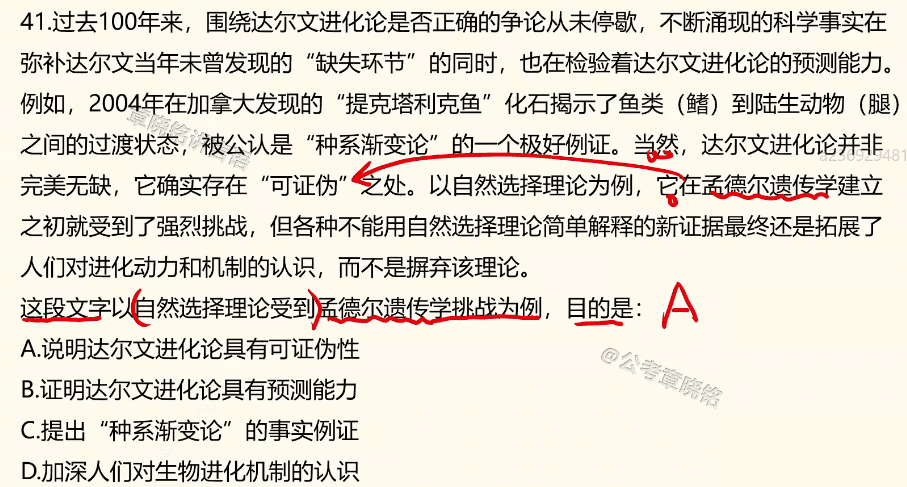 41.过去100年来，围绕达尔文进化论是否正确的争论从未停歇，不断涌现的科学事实在
弥补达尔文当年未曾发现的“缺失环节”的同时，也在检验着达尔文进化论的预测能力。
例如，2004年在加拿大发现的“提克塔利克鱼”化石揭示了鱼类（鳍）到陆生动物（腿）
之间的过渡状态，被公认是“种系渐变论”的一个极好例证。当然，达尔文进化论并非
完美无缺，它确实存在“可证伪”之处。以自然选择理论为例，它在孟德尔遗传学建立
之初就受到了强烈挑战，但各种不能用自然选择理论简单解释的新证据最终还是拓展了
人们对进化动力和机制的认识，而不是摒弃该理论。
这段文字以(自然选择理论受到)孟德尔遗传学挑战为例，目的是： A
A.说明达尔文进化论具有可证伪性
B.证明达尔文进化论具有预测能力
@公考章晓铭
C.提出“种系渐变论”的事实例证
D.加深人们对生物进化机制的认识